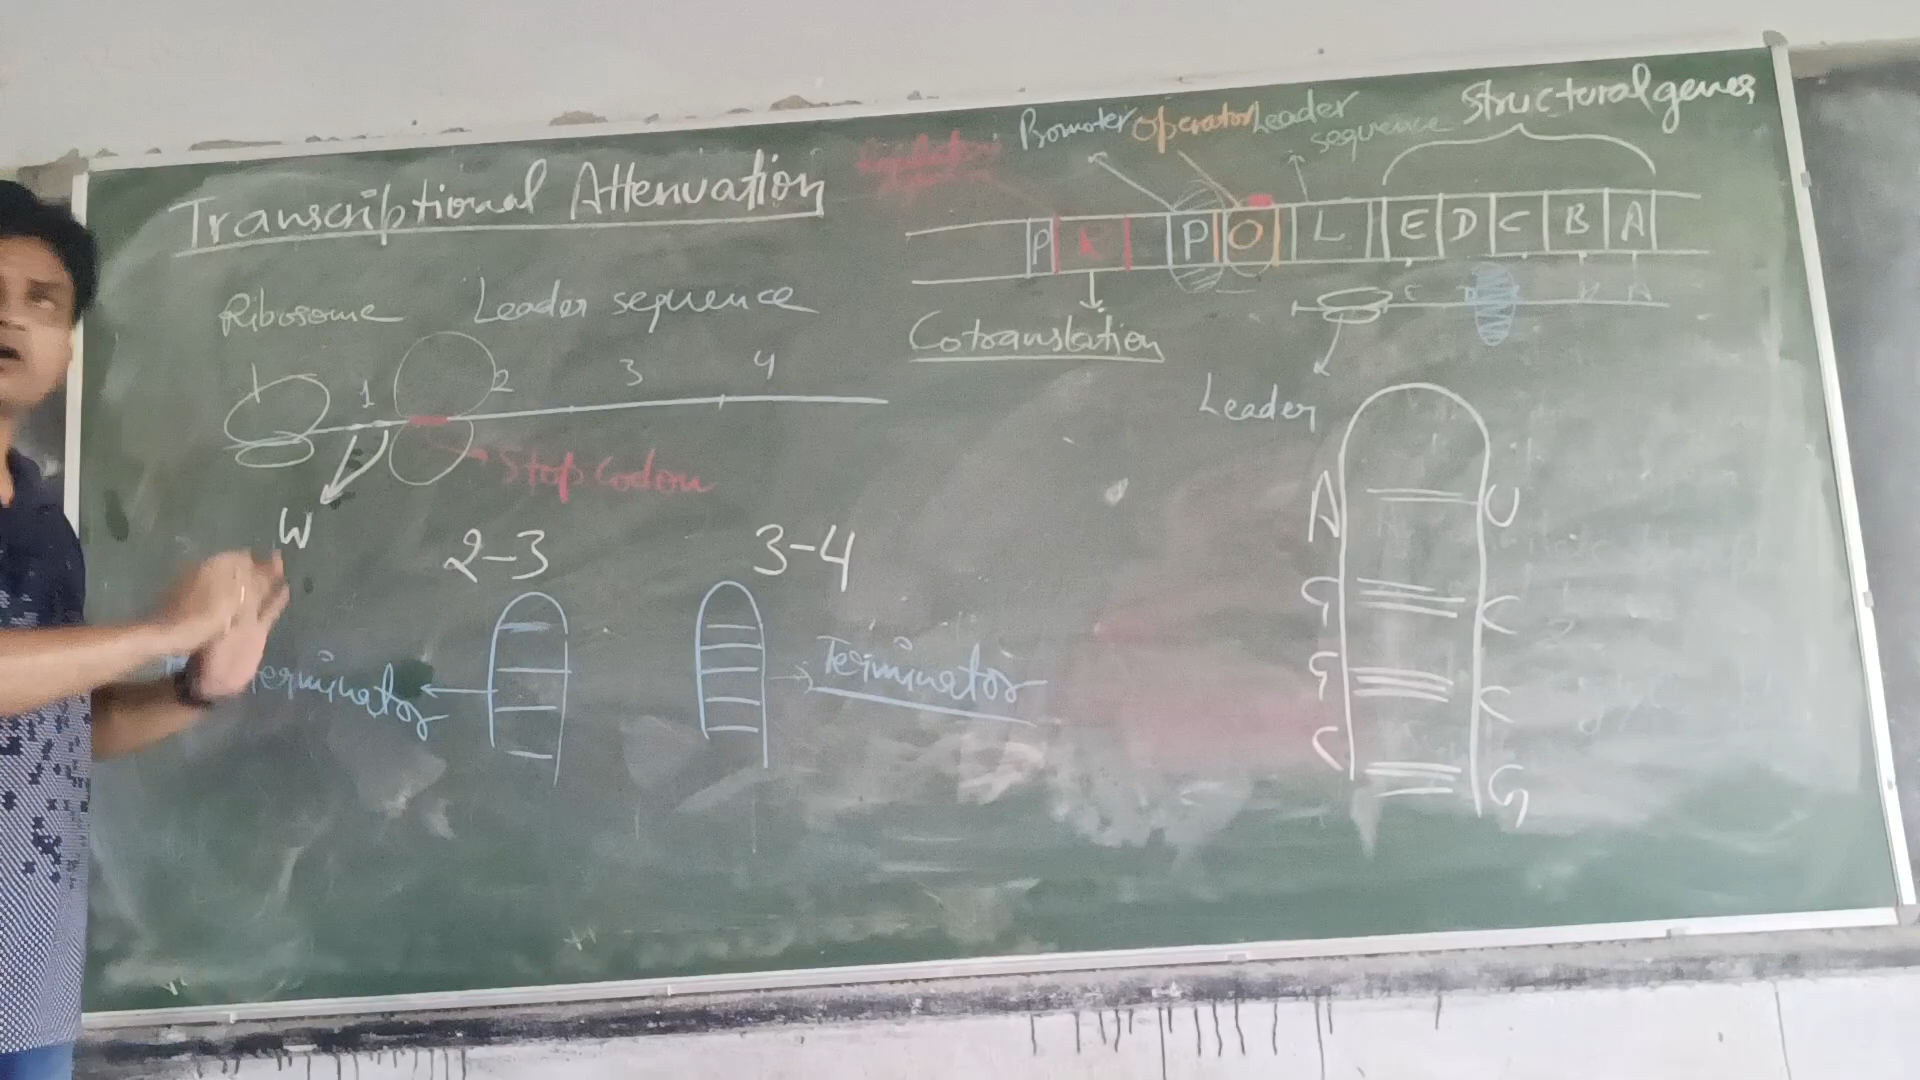 Transcriptional Attenuation
Ribosome Leader sequence
1 2 3 4
Stop Codon
W
2-3 3-4
Terminator
Promoter Operator Leader sequence Structural genes
P R P O L E D C B A
E D B A
Cotranslation
Leader
A U
G C
G C
C G